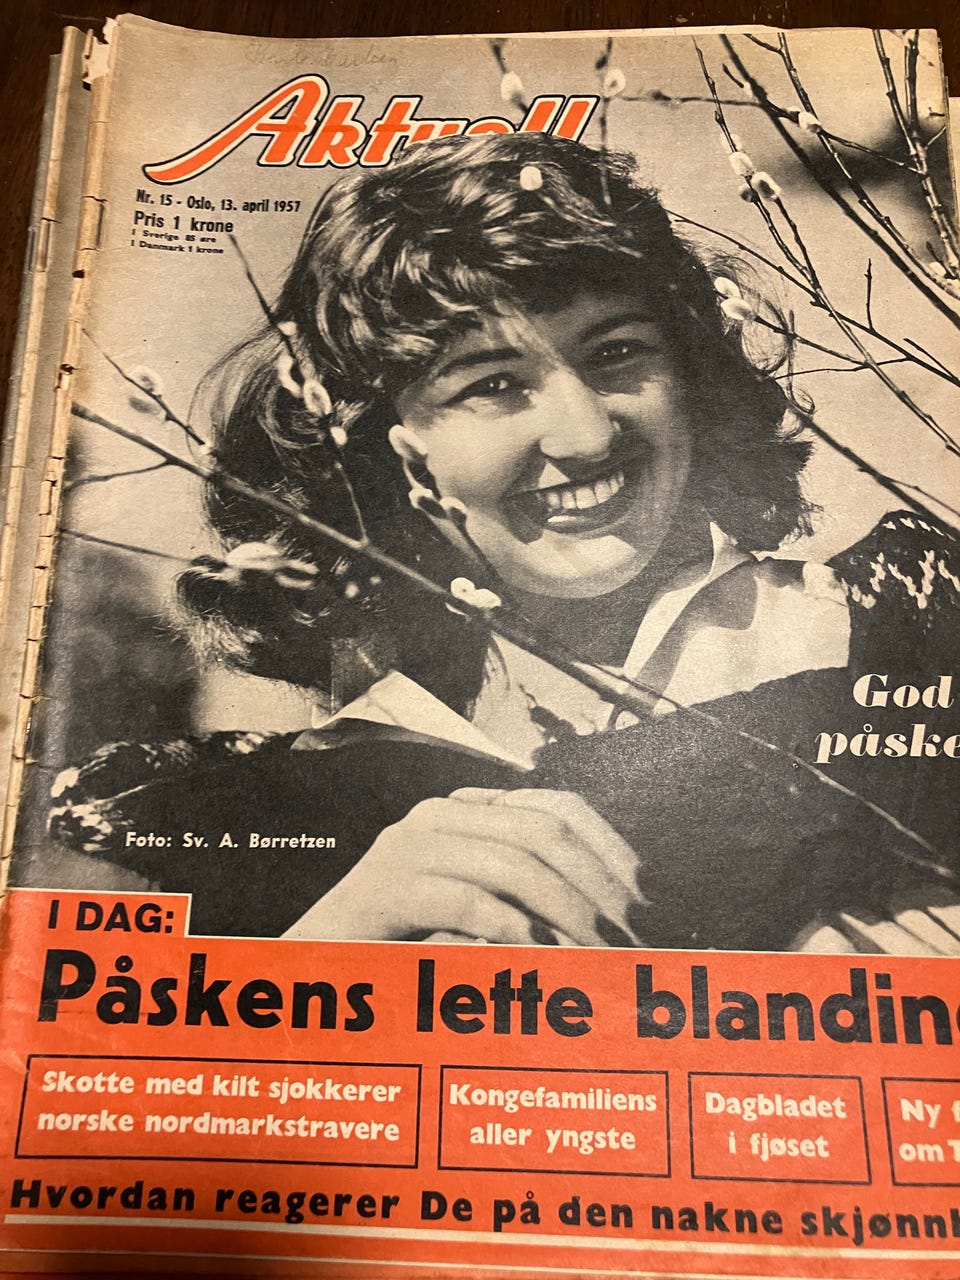 Aktuell
Nr. 15 - Oslo, 13. april 1957
Pris 1 krone
I Sverige 85 øre
I Danmark 1 krone
God
påske
Foto: Sv. A. Børretzen
I DAG:
Påskens lette
Skotte med kilt sjokkerer
norske nordmarkstravere
Kongefamiliens
aller yngste
Dagbladet
i fjøset
Ny
om
Hvordan reagerer De på den nakne